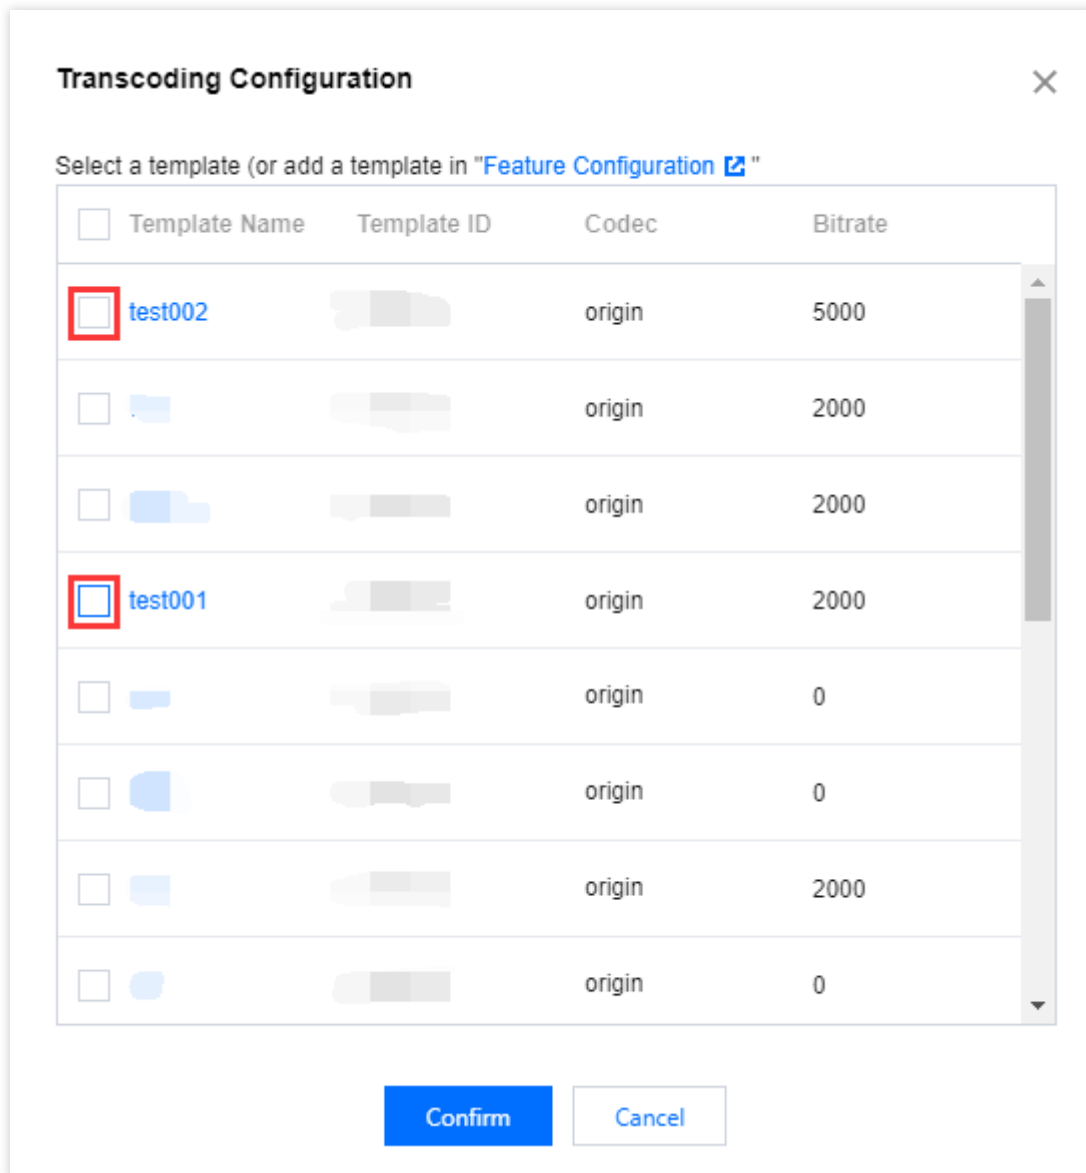 Transcoding Configuration
Select a template (or add a template in "Feature Configuration "
Template Name Template ID Codec Bitrate
test002 origin 5000
origin 2000
origin 2000
test001 origin 2000
origin 0
origin 0
origin 2000
origin 0
Confirm Cancel